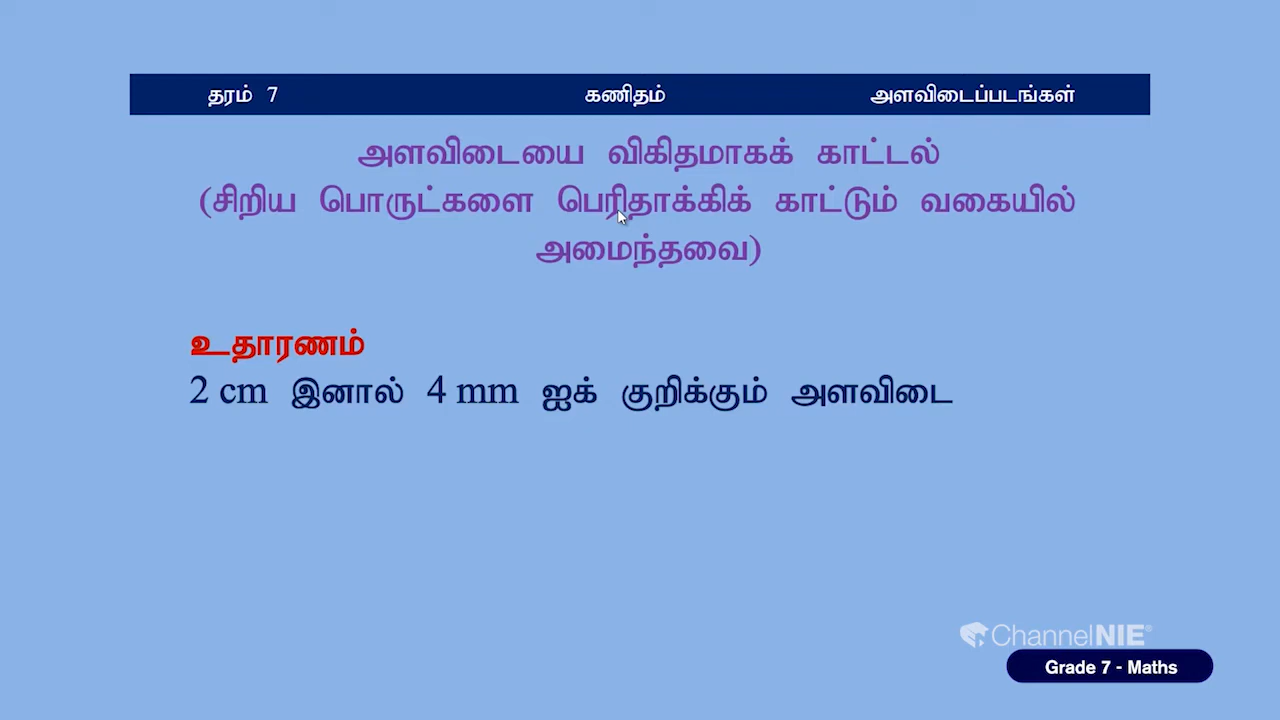 தரம் 7 கணிதம் அளவிடைப்படங்கள்
அளவிடையை விகிதமாகக் காட்டல்
(சிறிய பொருட்களை பெரிதாக்கிக் காட்டும் வகையில்
அமைந்தவை)
உதாரணம்
2 cm இனால் 4 mm ஐக் குறிக்கும் அளவிடை
ChannelNIE®
Grade 7 - Maths